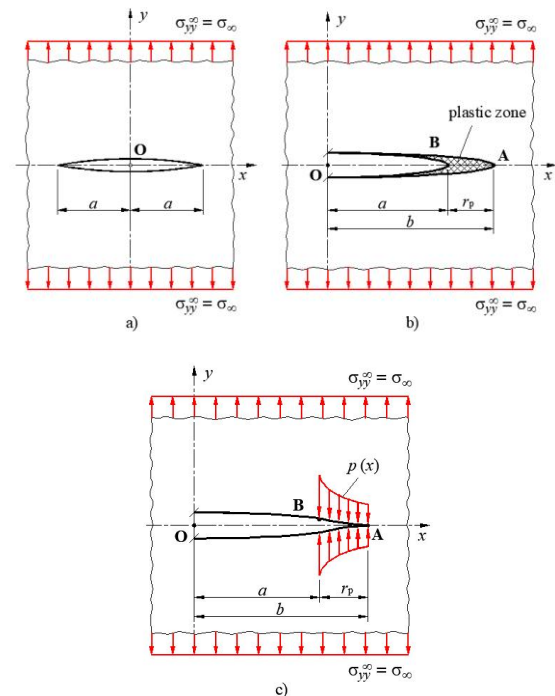 y
σ∞yy = σ∞
O
x
a
a
σ∞yy = σ∞
a)
y
σ∞yy = σ∞
plastic zone
B
A
O
x
a
rp
b
σ∞yy = σ∞
b)
y
σ∞yy = σ∞
p (x)
B
O
A
x
a
rp
b
σ∞yy = σ∞
c)